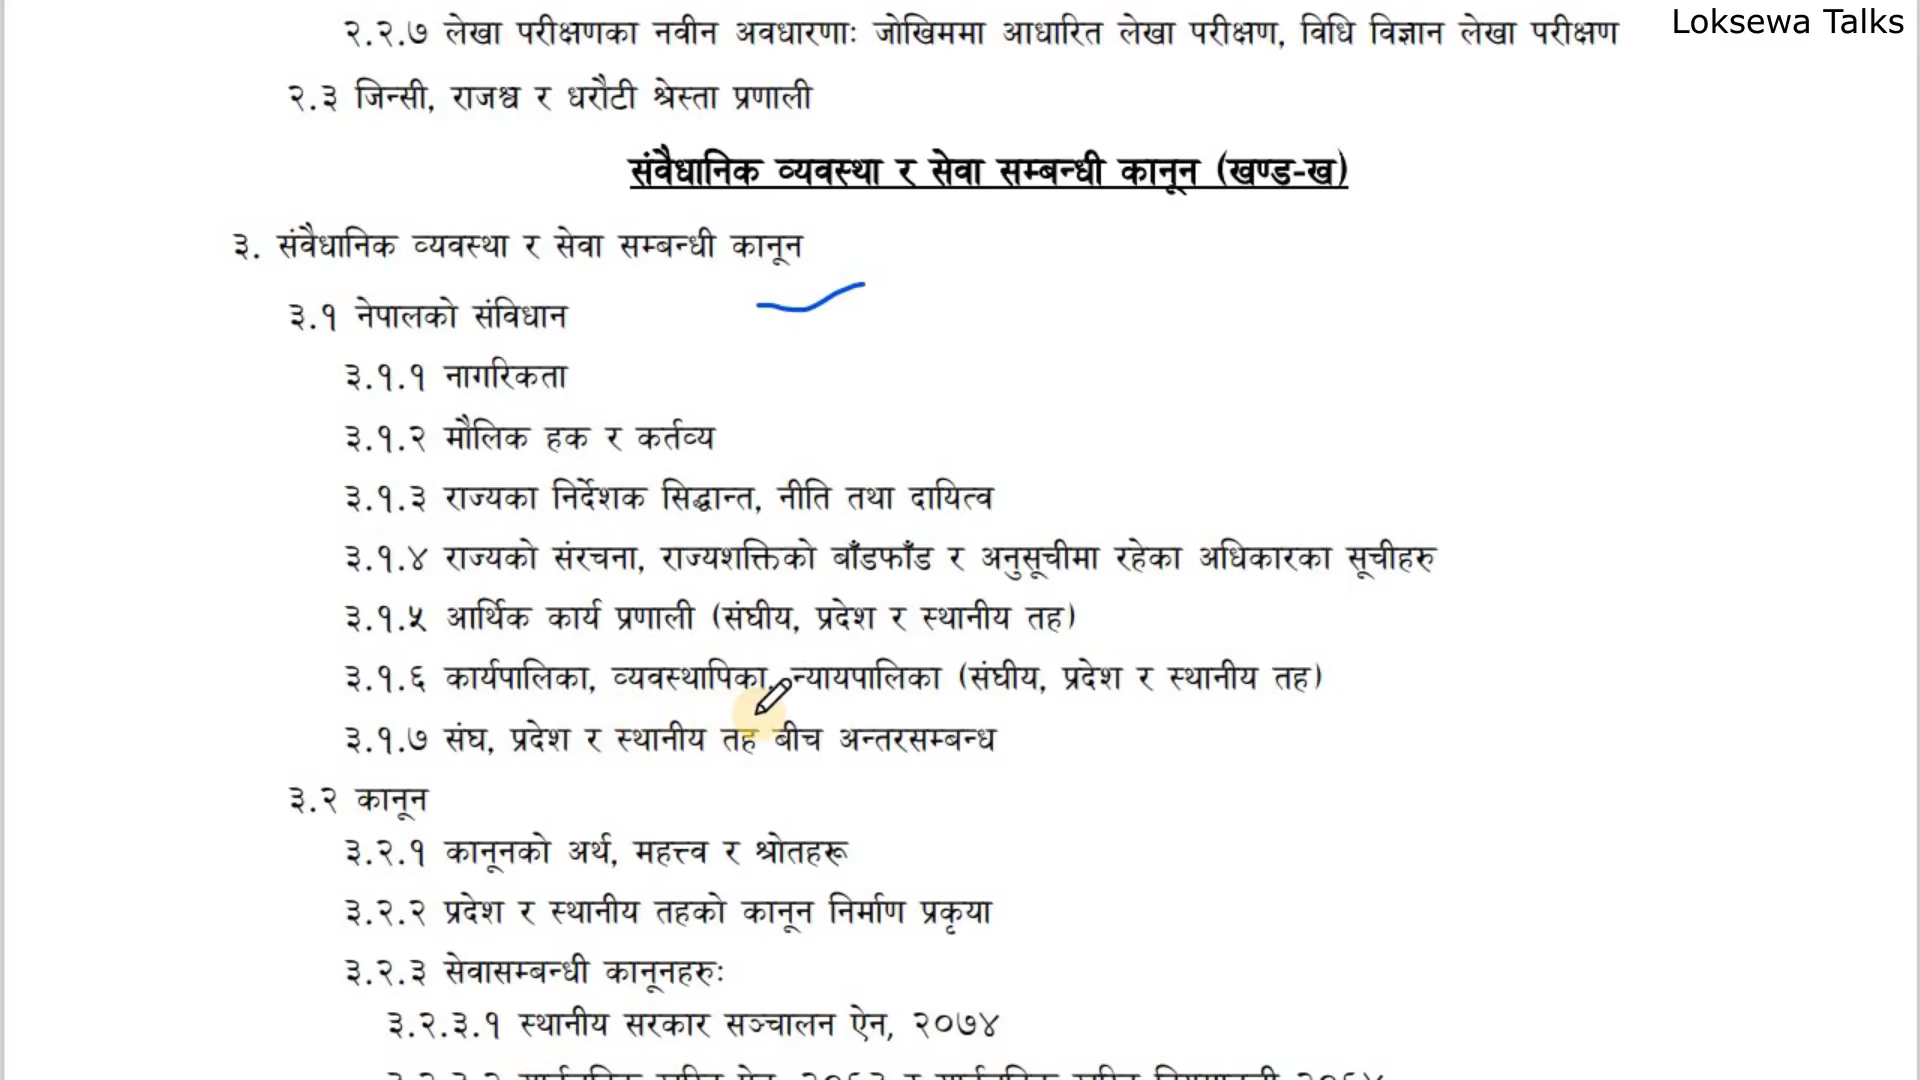 २.२.७ लेखा परीक्षणका नवीन अवधारणाः जोखिममा आधारित लेखा परीक्षण, विधि विज्ञान लेखा परीक्षण
Loksewa Talks
२.३ जिन्सी, राजश्व र धरौटी श्रेस्ता प्रणाली
संवैधानिक व्यवस्था र सेवा सम्बन्धी कानून (खण्ड-ख)
३. संवैधानिक व्यवस्था र सेवा सम्बन्धी कानून
३.१ नेपालको संविधान
३.१.१ नागरिकता
३.१.२ मौलिक हक र कर्तव्य
३.१.३ राज्यका निर्देशक सिद्धान्त, नीति तथा दायित्व
३.१.४ राज्यको संरचना, राज्यशक्तिको बाँडफाँड र अनुसूचीमा रहेका अधिकारका सूचीहरु
३.१.५ आर्थिक कार्य प्रणाली (संघीय, प्रदेश र स्थानीय तह)
३.१.६ कार्यपालिका, व्यवस्थापिका, न्यायपालिका (संघीय, प्रदेश र स्थानीय तह)
३.१.७ संघ, प्रदेश र स्थानीय तह बीच अन्तरसम्बन्ध
३.२ कानून
३.२.१ कानूनको अर्थ, महत्त्व र श्रोतहरू
३.२.२ प्रदेश र स्थानीय तहको कानून निर्माण प्रकृया
३.२.३ सेवासम्बन्धी कानूनहरुः
३.२.३.१ स्थानीय सरकार सञ्चालन ऐन, २०७४